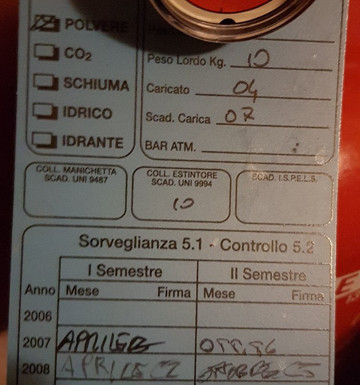 POLVERE
CO2
SCHIUMA
IDRICO
IDRANTE
Peso Lordo Kg. 10
Caricato 04
Scad. Carica 07
BAR ATM.
COLL. MANICHETTA
SCAD. UNI 9487
COLL. ESTINTORE
SCAD. UNI 9994
10
SCAD. I.S.P.E.L.S.
Sorveglianza 5.1 - Controllo 5.2
I Semestre II Semestre
Anno Mese Firma Mese Firma
2006
2007 APRILE
2008 APRILE